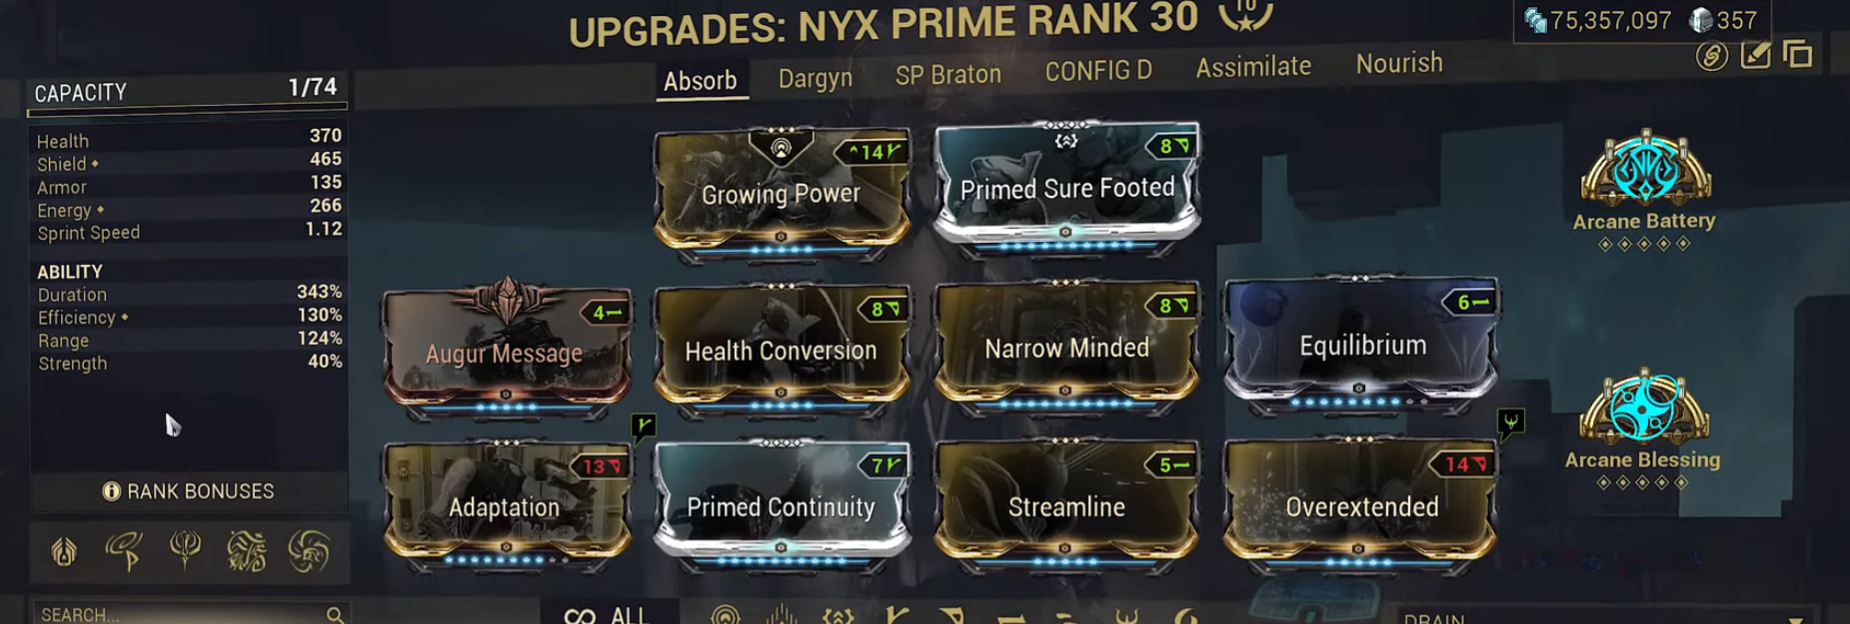 UPGRADES: NYX PRIME RANK 30
10
75,357,097 357
Absorb Dargyn SP Braton CONFIG D Assimilate Nourish
CAPACITY 1/74
Health 370
Shield 465
Armor 135
Energy 266
Sprint Speed 1.12
ABILITY
Duration 343%
Efficiency 130%
Range 124%
Strength 40%
RANK BONUSES
SEARCH...
14
Growing Power
8
Primed Sure Footed
4
Augur Message
8
Health Conversion
8
Narrow Minded
6
Equilibrium
13
Adaptation
7
Primed Continuity
5
Streamline
14
Overextended
Arcane Battery
Arcane Blessing
ALL
DRAIN